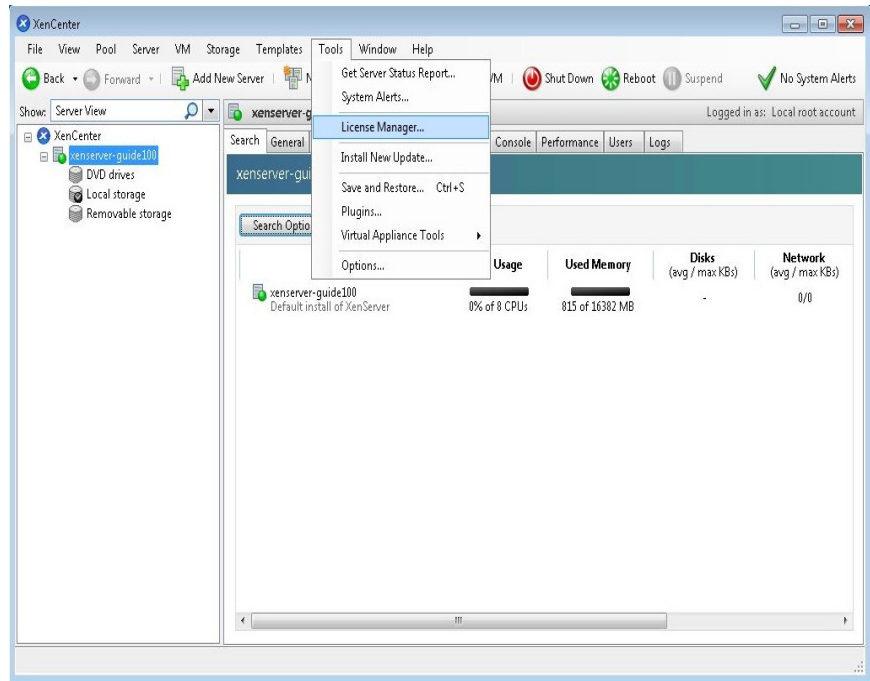 XenCenter
File View Pool Server VM Storage Templates Tools Window Help
Back Forward Add New Server N VM Shut Down Reboot Suspend No System Alerts
Get Server Status Report...
System Alerts...
License Manager...
Install New Update...
Save and Restore... Ctrl+S
Plugins...
Virtual Appliance Tools
Options...
Show: Server View
xenserver-g
Logged in as: Local root account
XenCenter
xenserver-guide100
DVD drives
Local storage
Removable storage
Search General Console Performance Users Logs
xenserver-gui
Search Optio
Usage Used Memory Disks Network
(avg / max KBs) (avg / max KBs)
xenserver-guide100
Default install of XenServer
0% of 8 CPUs 815 of 16382 MB - 0/0